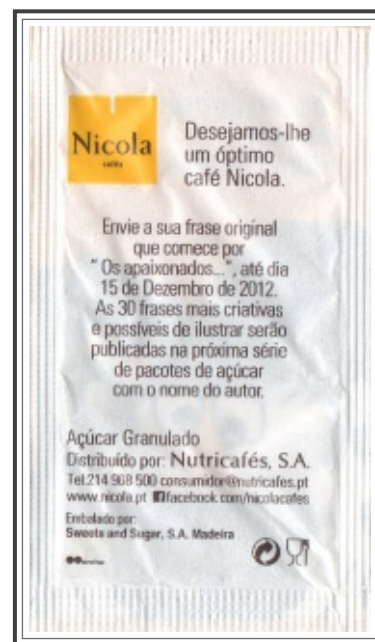 Nicola
cafés
Desejamos-lhe
um óptimo
café Nicola.
Envie a sua frase original
que comece por
" Os apaixonados...", até dia
15 de Dezembro de 2012.
As 30 frases mais criativas
e possíveis de ilustrar serão
publicadas na próxima série
de pacotes de açúcar
com o nome do autor.
Açúcar Granulado
Distribuído por: Nutricafés, S.A.
Tel:214 968 500 consumidor@nutricafes.pt
www.nicola.pt facebook.com/nicolacafes
Embalado por:
Sweets and Sugar, S.A. Madeira